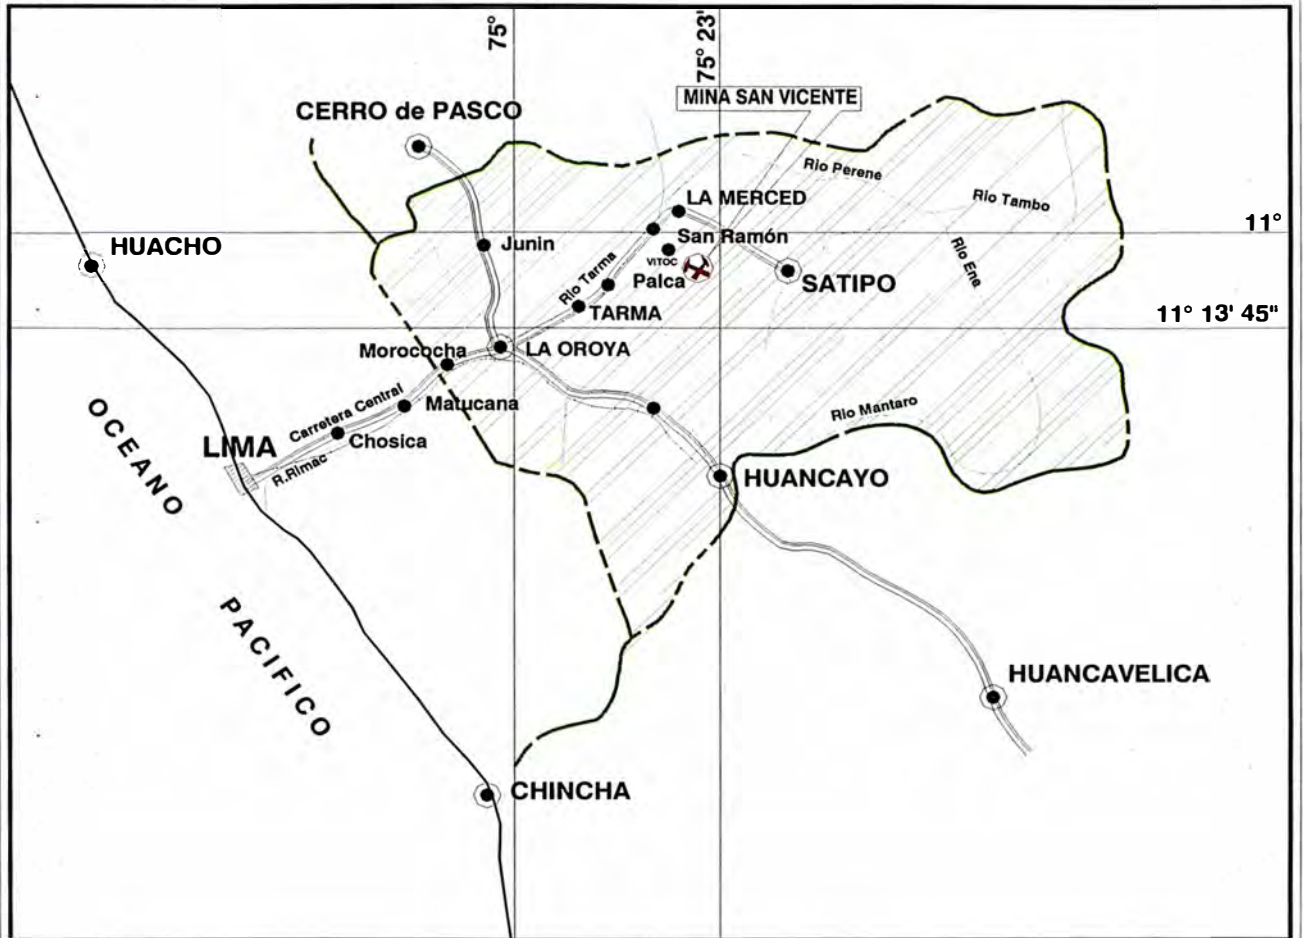 75°
75° 23'
MINA SAN VICENTE
CERRO de PASCO
Rio Perene
LA MERCED
Rio Tambo
11°
HUACHO
Junin
San Ramón
VITOC
Rio Ene
Rio Tarma
Palca
SATIPO
TARMA
11° 13' 45"
Morococha
LA OROYA
Carretera Central
Matucana
Rio Mantaro
OCEANO
LIMA
Chosica
R.Rimac
HUANCAYO
PACIFICO
HUANCAVELICA
CHINCHA